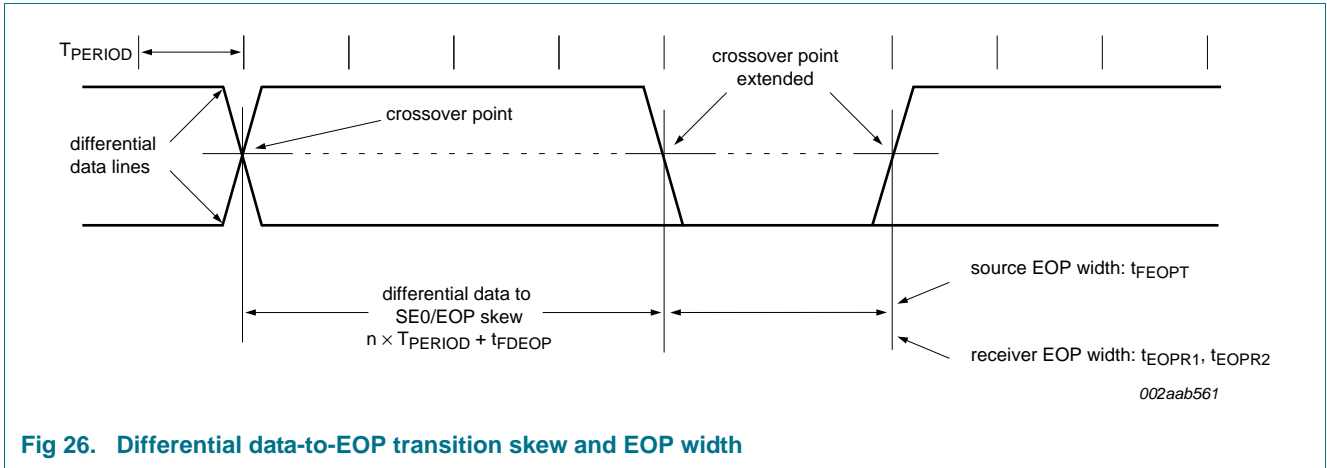 TPERIOD
crossover point
extended
crossover point
differential
data lines
differential data to
SE0/EOP skew
n × TPERIOD + tFDEOP
source EOP width: tFEOPT
receiver EOP width: tEOPR1, tEOPR2
002aab561
Fig 26. Differential data-to-EOP transition skew and EOP width